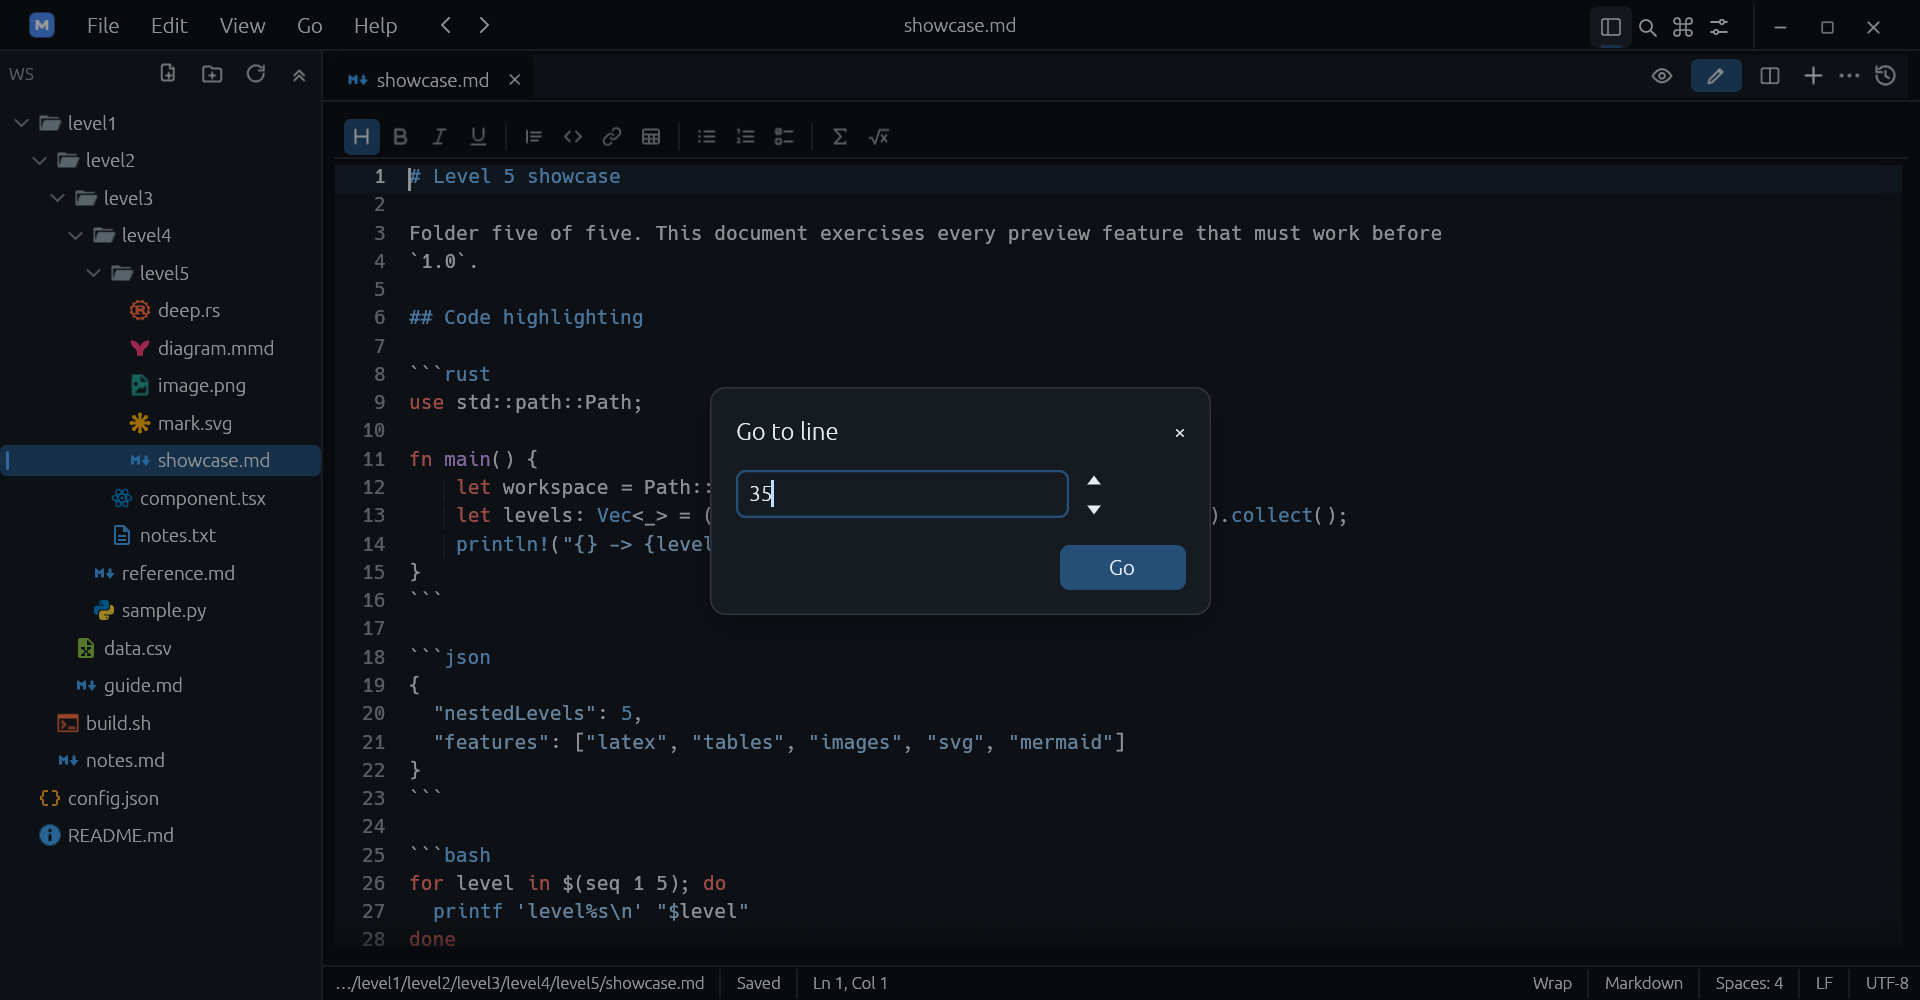 M File Edit View Go Help showcase.md
WS
showcase.md
level1
level2
level3
level4
level5
deep.rs
diagram.mmd
image.png
mark.svg
showcase.md
component.tsx
notes.txt
reference.md
sample.py
data.csv
guide.md
build.sh
notes.md
config.json
README.md
H B I U
1 # Level 5 showcase
2
3 Folder five of five. This document exercises every preview feature that must work before
4 `1.0`.
5
6 ## Code highlighting
7
8 ```rust
9 use std::path::Path;
10
11 fn main() {
12 let workspace = Path::
13 let levels: Vec<_> = ( ).collect();
14 println!("{} -> {level
15 }
16 ```
17
18 ```json
19 {
20 "nestedLevels": 5,
21 "features": ["latex", "tables", "images", "svg", "mermaid"]
22 }
23 ```
24
25 ```bash
26 for level in $(seq 1 5); do
27 printf 'level%s\n' "$level"
28 done
Go to line
35
Go
…/level1/level2/level3/level4/level5/showcase.md Saved Ln 1, Col 1 Wrap Markdown Spaces: 4 LF UTF-8